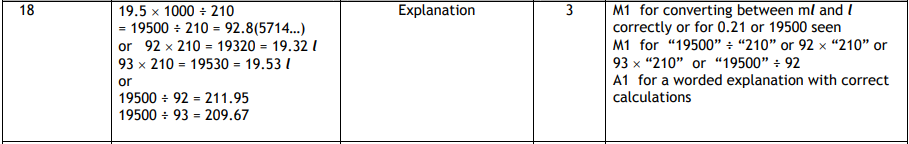 18
19.5 × 1000 ÷ 210
= 19500 ÷ 210 = 92.8(5714...)
or 92 × 210 = 19320 = 19.32 l
93 × 210 = 19530 = 19.53 l
or
19500 ÷ 92 = 211.95
19500 ÷ 93 = 209.67
Explanation
3
M1 for converting between ml and l
correctly or for 0.21 or 19500 seen
M1 for “19500” ÷ “210” or 92 × “210” or
93 × “210” or “19500” ÷ 92
A1 for a worded explanation with correct
calculations